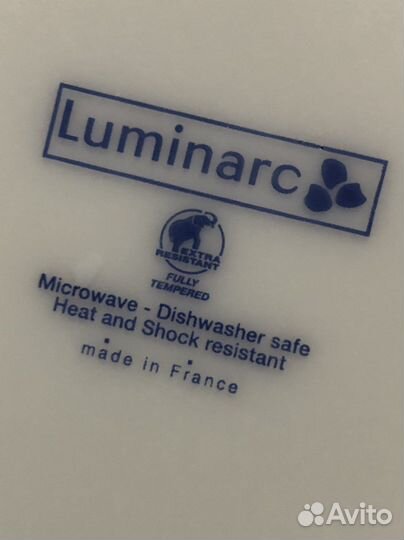 Luminarc
EXTRA
RESISTANT
FULLY
TEMPERED
Microwave - Dishwasher safe
Heat and Shock resistant
made in France
Avito